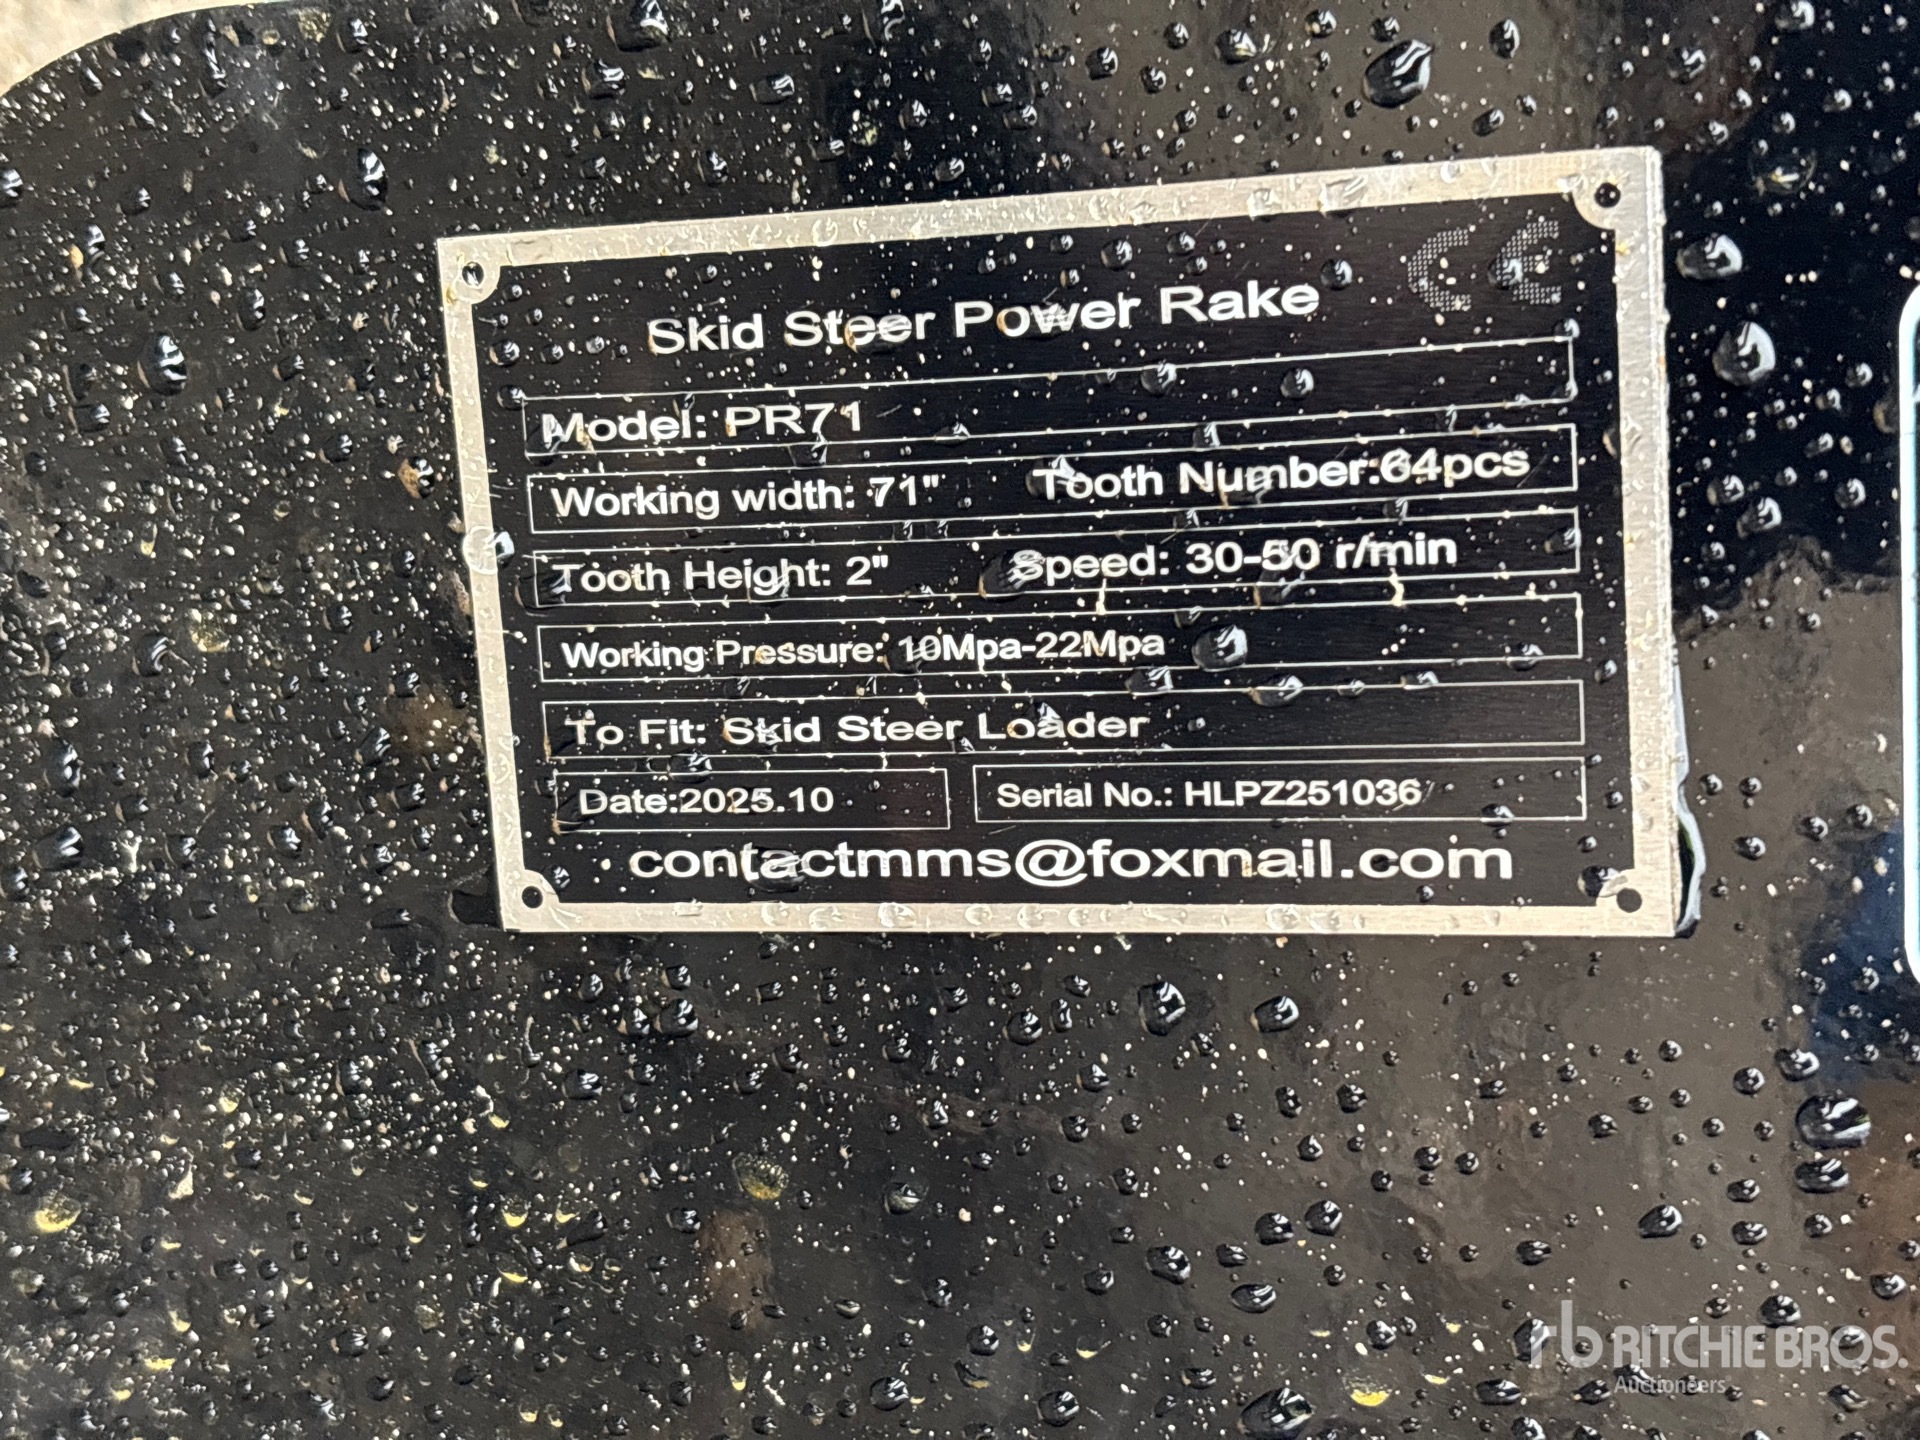 CE
Skid Steer Power Rake
Model: PR71
Working width: 71" Tooth Number:64pcs
Tooth Height: 2" Speed: 30-50 r/min
Working Pressure: 10Mpa-22Mpa
To Fit: Skid Steer Loader
Date:2025.10 Serial No.: HLPZ251036
contactmms@foxmail.com
rb RITCHIE BROS.
Auctioneers